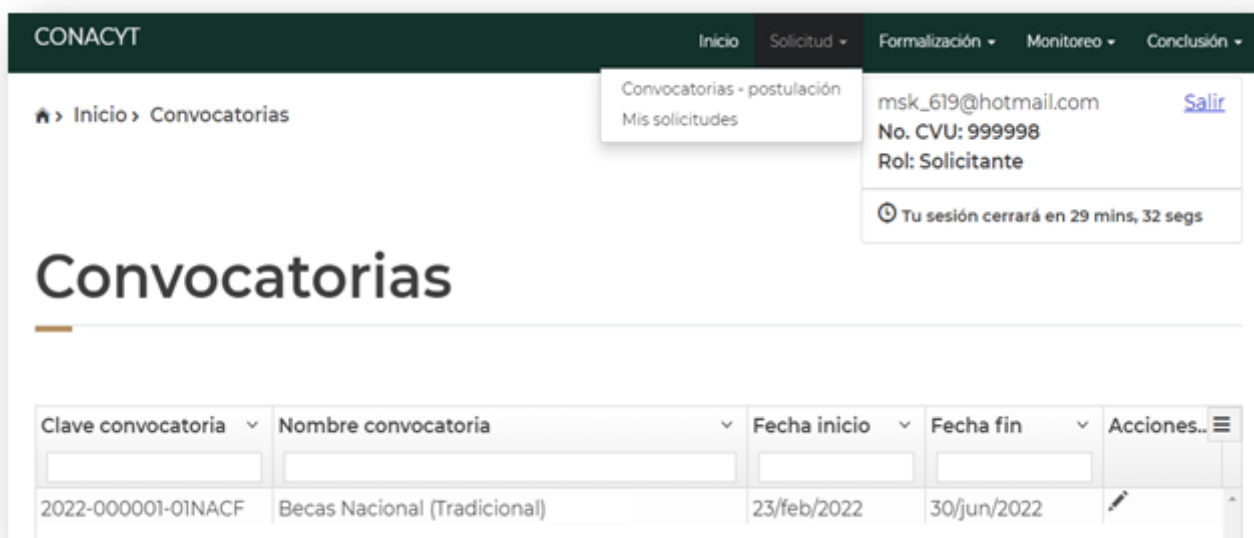 CONACYT
Inicio Solicitud Formalización Monitoreo Conclusión
Convocatorias - postulación
Mis solicitudes
Inicio › Convocatorias
msk_619@hotmail.com Salir
No. CVU: 999998
Rol: Solicitante
Tu sesión cerrará en 29 mins, 32 segs
Convocatorias
Clave convocatoria Nombre convocatoria Fecha inicio Fecha fin Acciones..
2022-000001-01NACF Becas Nacional (Tradicional) 23/feb/2022 30/jun/2022